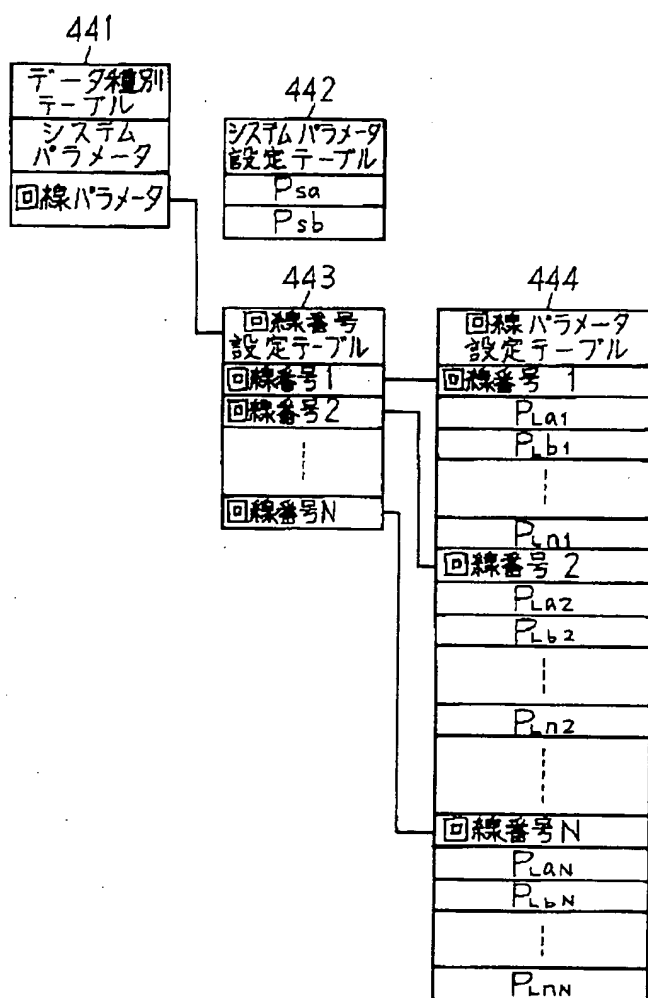 441
データ種別
テーブル
システム
パラメータ
回線パラメータ
442
システムパラメータ
設定テーブル
Psa
Psb
443
回線番号
設定テーブル
回線番号1
回線番号2
回線番号N
444
回線パラメータ
設定テーブル
回線番号 1
PLa1
PLb1
PLn1
回線番号 2
PLa2
PLb2
PLn2
回線番号N
PLaN
PLbN
PLnN